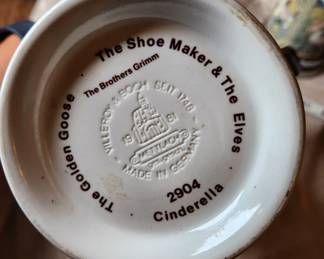 The Shoe Maker & The Elves
The Brothers Grimm
The Golden Goose
VILLEROY & BOCH SEIT 1748
19 81
METTLACH
MADE IN GERMANY
2904
Cinderella